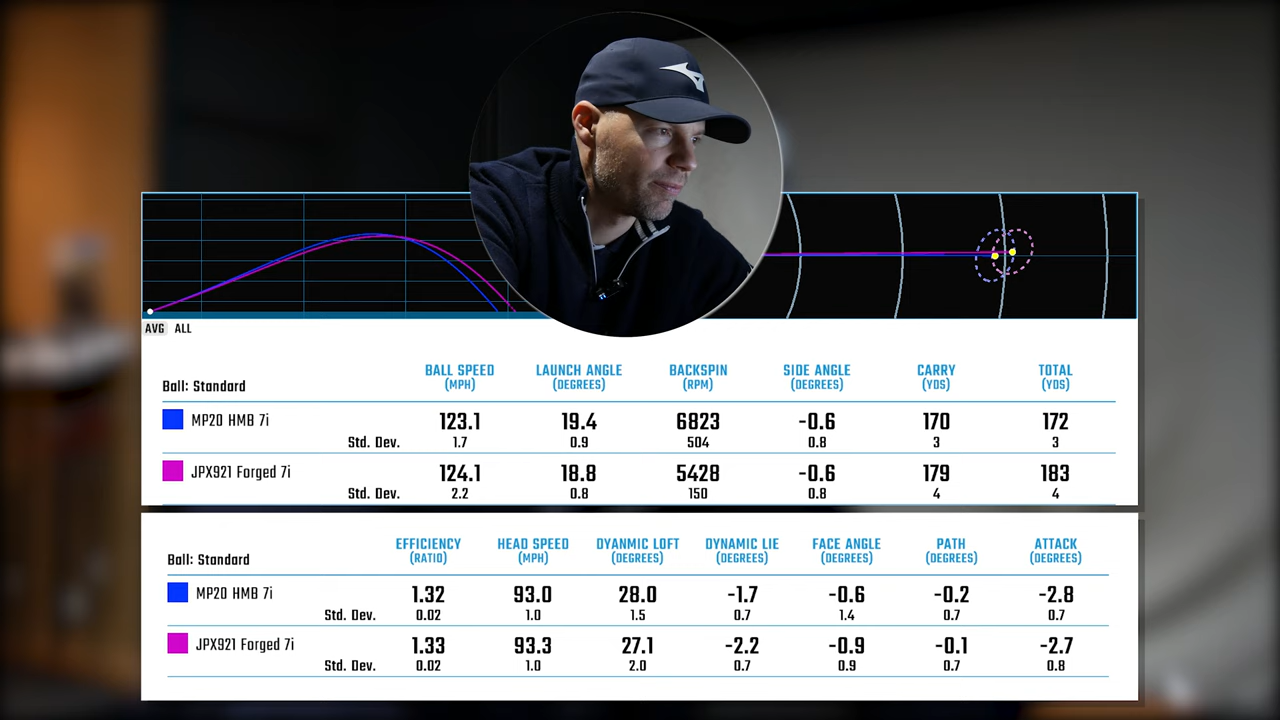 AVG ALL
BALL SPEED LAUNCH ANGLE BACKSPIN SIDE ANGLE CARRY TOTAL
Ball: Standard (MPH) (DEGREES) (RPM) (DEGREES) (YDS) (YDS)
MP20 HMB 7i 123.1 19.4 6823 -0.6 170 172
Std. Dev. 1.7 0.9 504 0.8 3 3
JPX921 Forged 7i 124.1 18.8 5428 -0.6 179 183
Std. Dev. 2.2 0.8 150 0.8 4 4
EFFICIENCY HEAD SPEED DYANMIC LOFT DYNAMIC LIE FACE ANGLE PATH ATTACK
Ball: Standard (RATIO) (MPH) (DEGREES) (DEGREES) (DEGREES) (DEGREES) (DEGREES)
MP20 HMB 7i 1.32 93.0 28.0 -1.7 -0.6 -0.2 -2.8
Std. Dev. 0.02 1.0 1.5 0.7 1.4 0.7 0.7
JPX921 Forged 7i 1.33 93.3 27.1 -2.2 -0.9 -0.1 -2.7
Std. Dev. 0.02 1.0 2.0 0.7 0.9 0.7 0.8